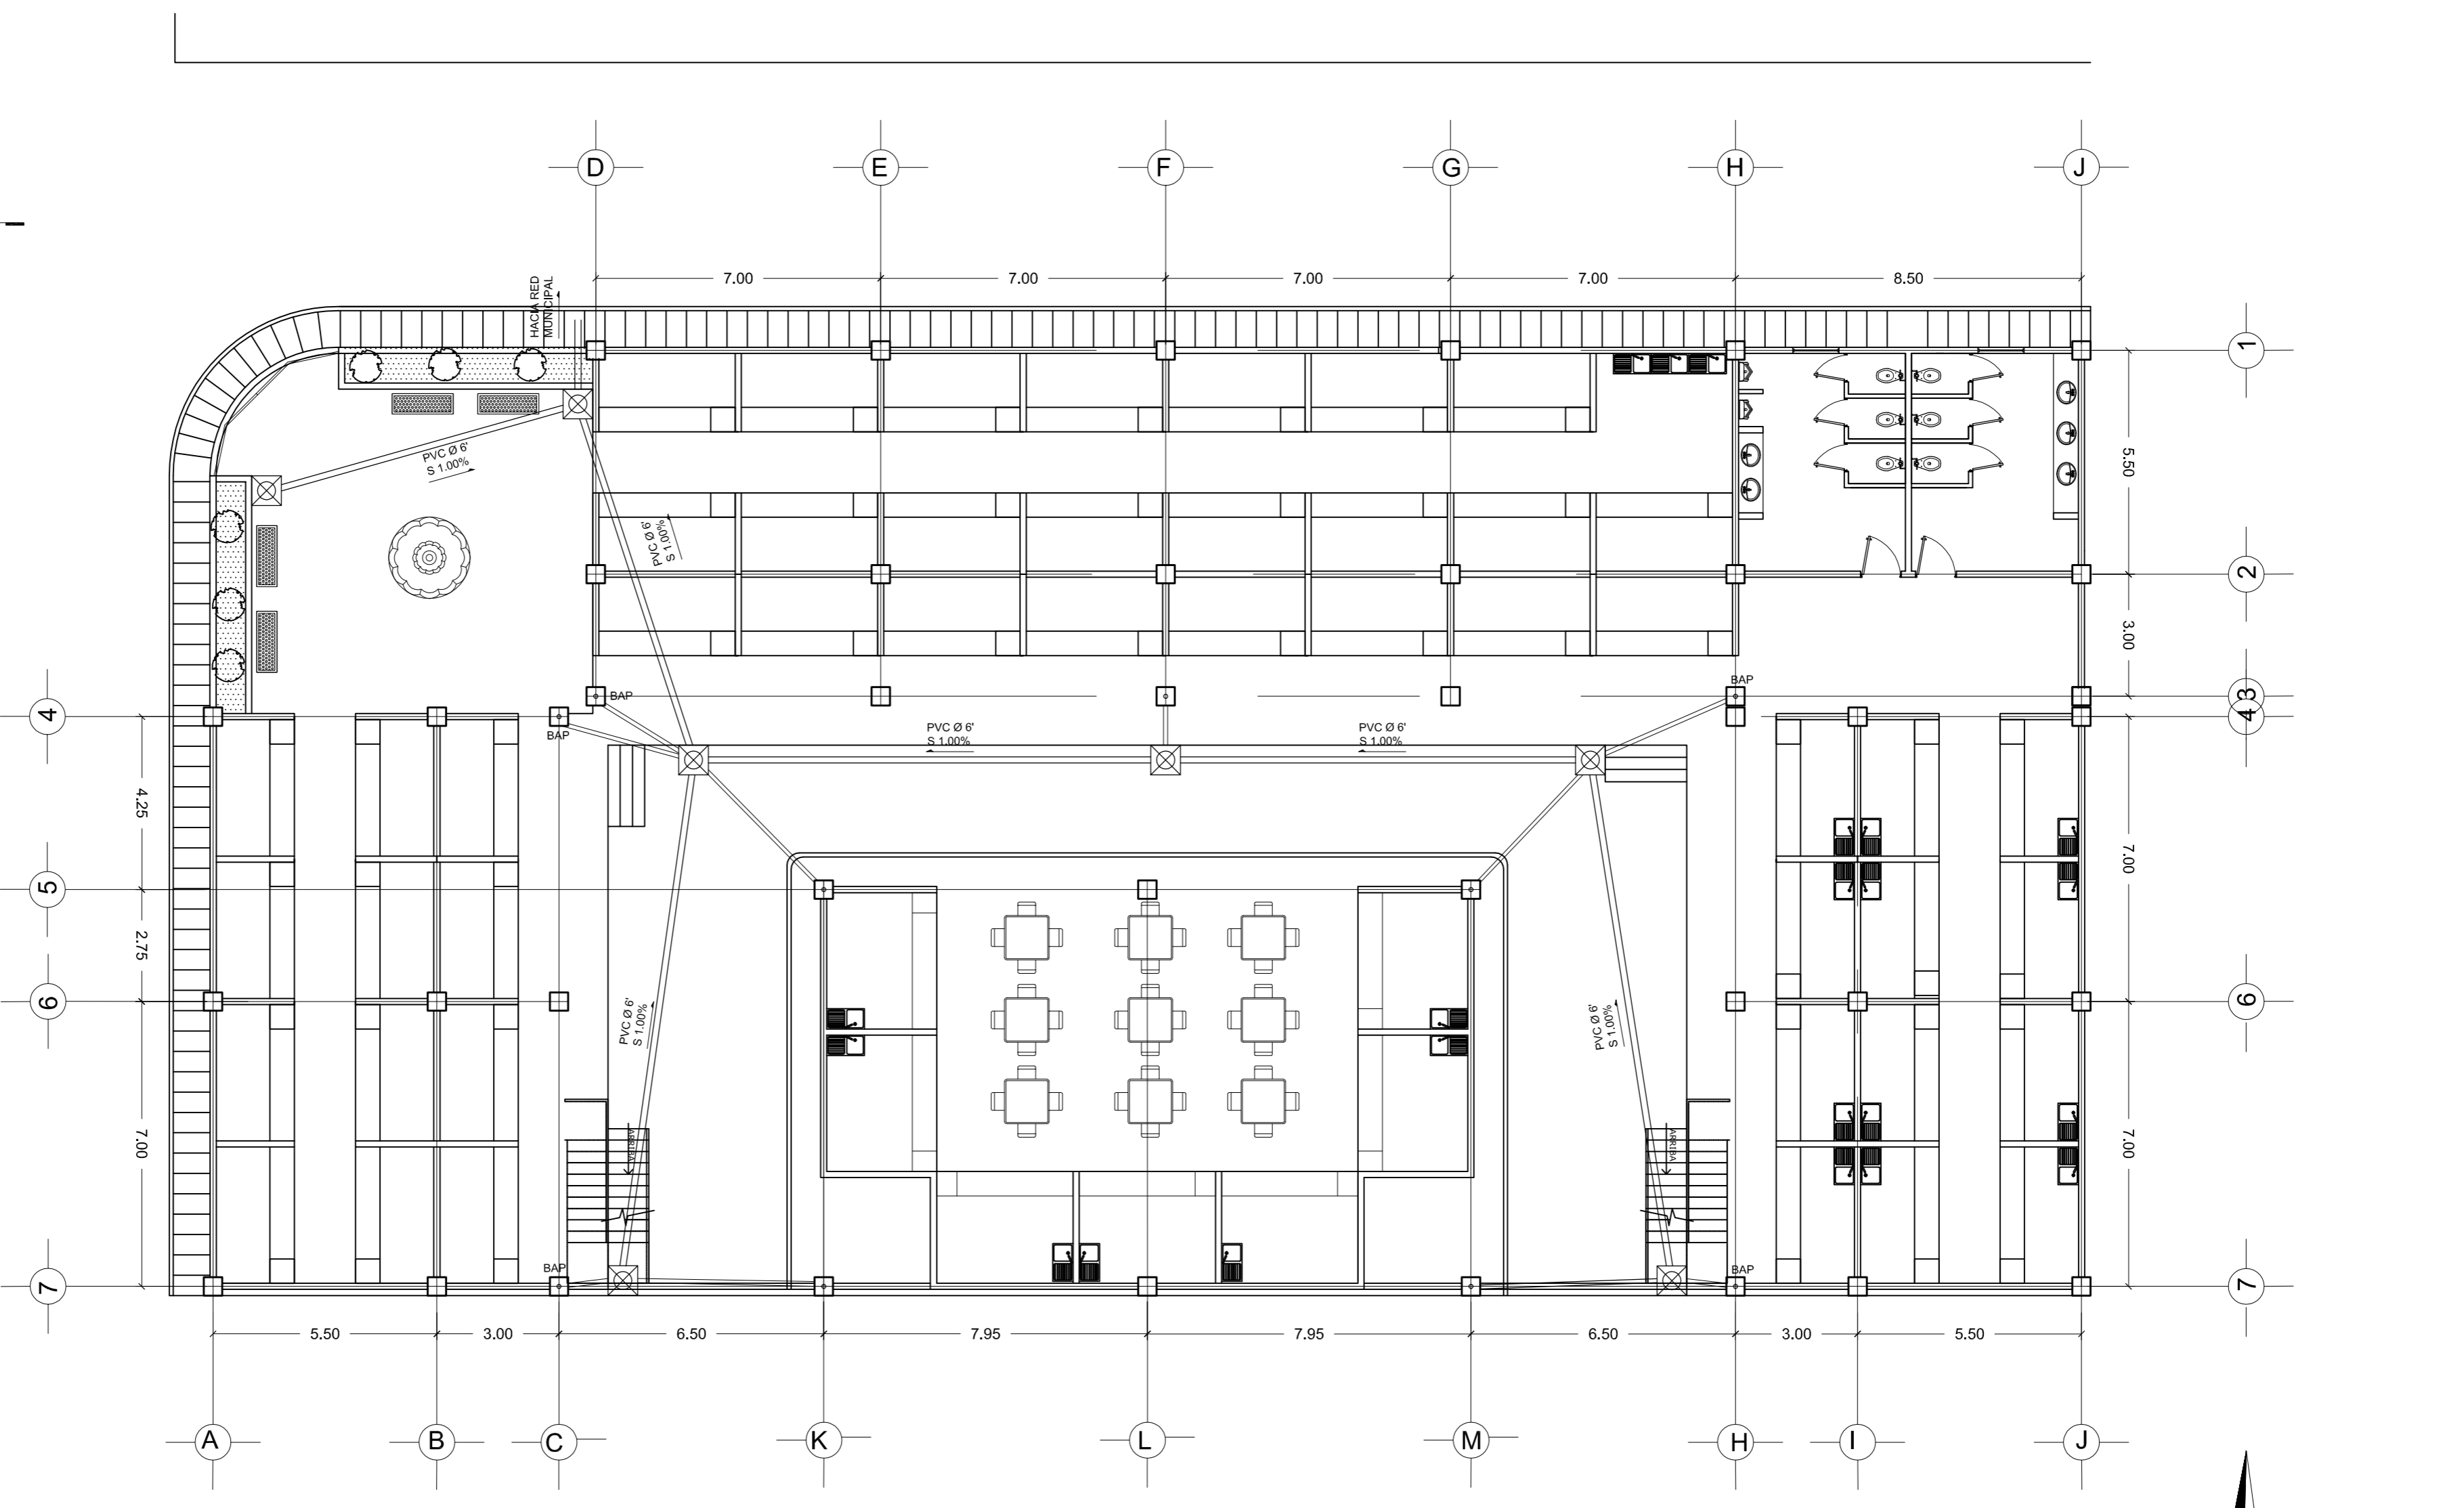 D
E
F
G
H
J
7.00
7.00
7.00
7.00
8.50
HACIA RED
MUNICIPAL
1
PVC Ø 6'
S 1.00%
5.50
PVC Ø 6'
S 1.00%
2
3.00
BAP
BAP
3
4
4
BAP
PVC Ø 6'
S 1.00%
PVC Ø 6'
S 1.00%
4.25
7.00
5
2.75
6
6
PVC Ø 6'
S 1.00%
PVC Ø 6'
S 1.00%
7.00
ARRIBA
ARRIBA
7.00
BAP
BAP
7
7
5.50
3.00
6.50
7.95
7.95
6.50
3.00
5.50
A
B
C
K
L
M
H
I
J